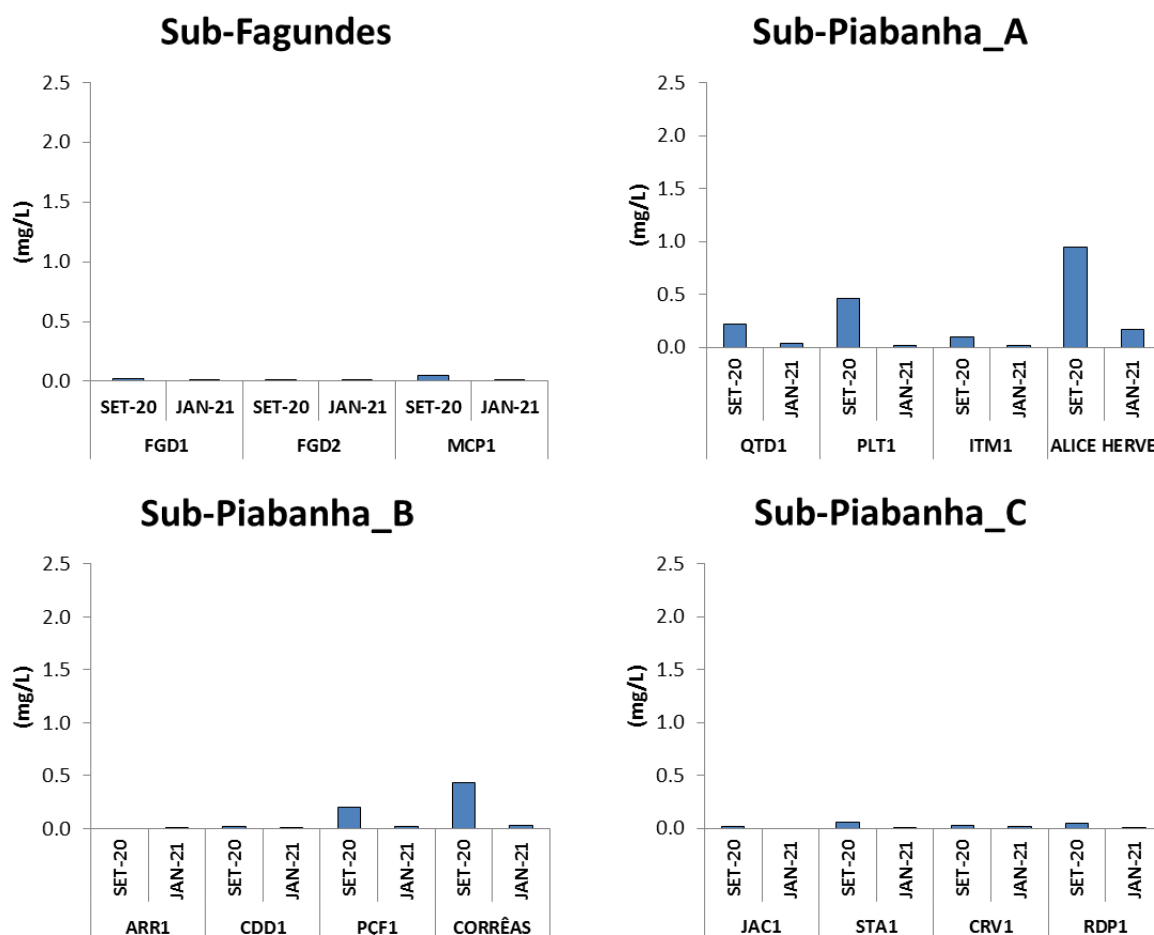 Sub-Fagundes
2.5
2.0
1.5
1.0
0.5
0.0
(mg/L)
SET-20 JAN-21 SET-20 JAN-21 SET-20 JAN-21
FGD1 FGD2 MCP1
Sub-Piabanha_A
2.5
2.0
1.5
1.0
0.5
0.0
(mg/L)
SET-20 JAN-21 SET-20 JAN-21 SET-20 JAN-21 SET-20 JAN-21
QTD1 PLT1 ITM1 ALICE HERVE
Sub-Piabanha_B
2.5
2.0
1.5
1.0
0.5
0.0
(mg/L)
SET-20 JAN-21 SET-20 JAN-21 SET-20 JAN-21 SET-20 JAN-21
ARR1 CDD1 PÇF1 CORRÊAS
Sub-Piabanha_C
2.5
2.0
1.5
1.0
0.5
0.0
(mg/L)
SET-20 JAN-21 SET-20 JAN-21 SET-20 JAN-21 SET-20 JAN-21
JAC1 STA1 CRV1 RDP1